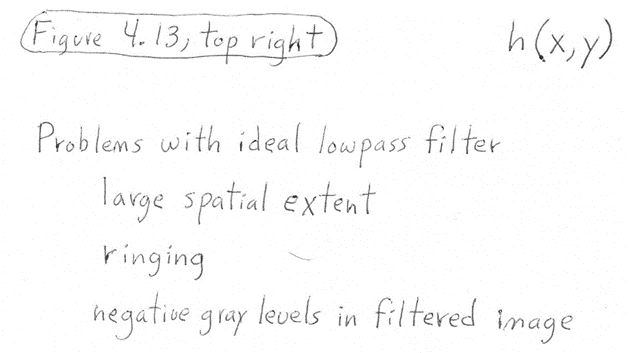 Figure 4.13, top right h(x,y)
Problems with ideal lowpass filter
large spatial extent
ringing
negative gray levels in filtered image